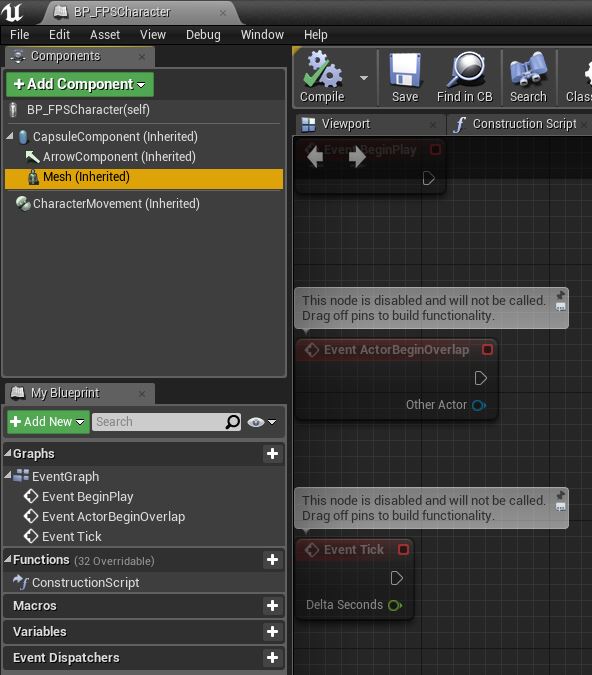 BP_FPSCharacter
File Edit Asset View Debug Window Help
Components
+ Add Component
BP_FPSCharacter(self)
CapsuleComponent (Inherited)
ArrowComponent (Inherited)
Mesh (Inherited)
CharacterMovement (Inherited)
My Blueprint
+ Add New
Search
Graphs
EventGraph
Event BeginPlay
Event ActorBeginOverlap
Event Tick
Functions (32 Overridable)
ConstructionScript
Macros
Variables
Event Dispatchers
Compile
Save
Find in CB
Search
Viewport
Construction Script
Event BeginPlay
This node is disabled and will not be called.
Drag off pins to build functionality.
Event ActorBeginOverlap
Other Actor
This node is disabled and will not be called.
Drag off pins to build functionality.
Event Tick
Delta Seconds